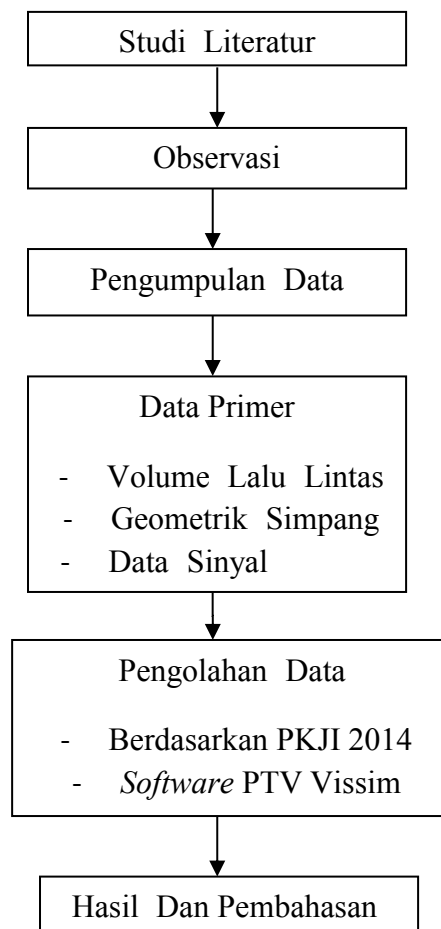 Studi Literatur
Observasi
Pengumpulan Data
Data Primer
- Volume Lalu Lintas
- Geometrik Simpang
- Data Sinyal
Pengolahan Data
- Berdasarkan PKJI 2014
- Software PTV Vissim
Hasil Dan Pembahasan